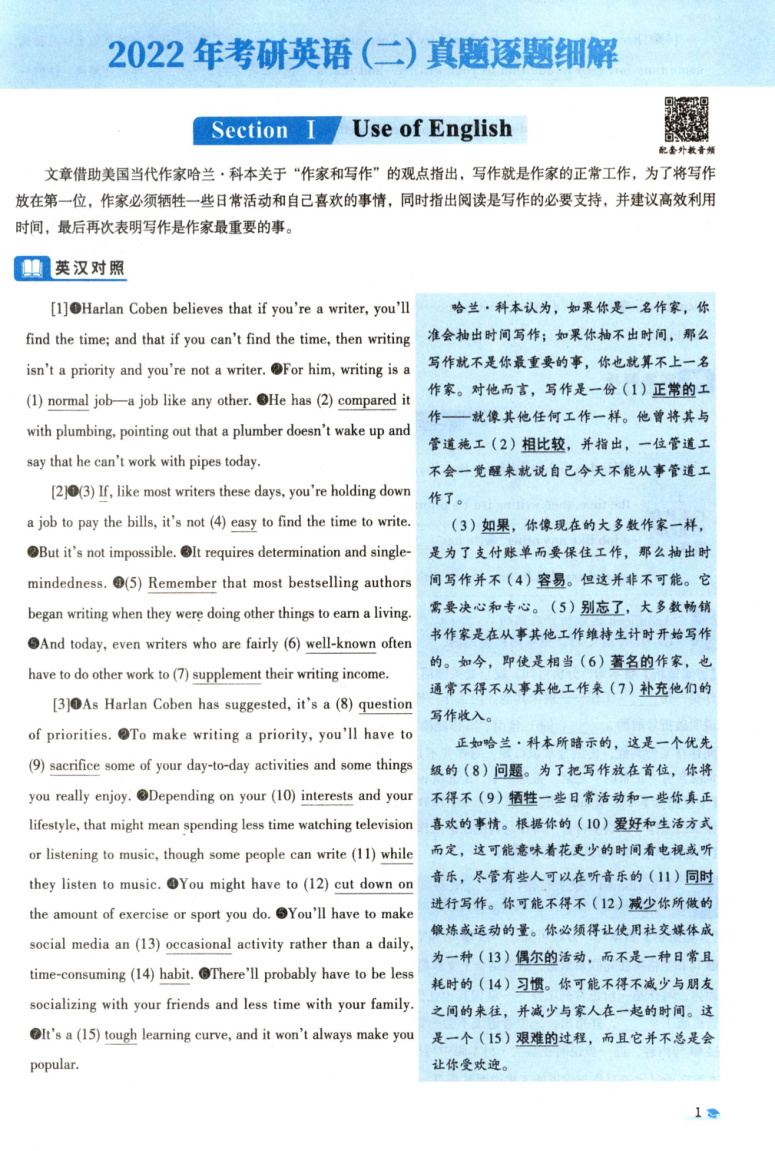 2022 年考研英语(二)真题逐题细解
Section Ⅰ Use of English
配套外教音频
文章借助美国当代作家哈兰·科本关于“作家和写作”的观点指出，写作就是作家的正常工作，为了将写作
放在第一位，作家必须牺牲一些日常活动和自己喜欢的事情，同时指出阅读是写作的必要支持，并建议高效利用
时间，最后再次表明写作是作家最重要的事。
英汉对照
[1]❶Harlan Coben believes that if you're a writer, you'll
find the time; and that if you can't find the time, then writing
isn't a priority and you're not a writer. ❷For him, writing is a
(1) normal job—a job like any other. ❸He has (2) compared it
with plumbing, pointing out that a plumber doesn't wake up and
say that he can't work with pipes today.
[2]❶(3) If, like most writers these days, you're holding down
a job to pay the bills, it's not (4) easy to find the time to write.
❷But it's not impossible. ❸It requires determination and single-
mindedness. ❹(5) Remember that most bestselling authors
began writing when they were doing other things to earn a living.
❺And today, even writers who are fairly (6) well-known often
have to do other work to (7) supplement their writing income.
[3]❶As Harlan Coben has suggested, it's a (8) question
of priorities. ❷To make writing a priority, you'll have to
(9) sacrifice some of your day-to-day activities and some things
you really enjoy. ❸Depending on your (10) interests and your
lifestyle, that might mean spending less time watching television
or listening to music, though some people can write (11) while
they listen to music. ❹You might have to (12) cut down on
the amount of exercise or sport you do. ❺You'll have to make
social media an (13) occasional activity rather than a daily,
time-consuming (14) habit. ❻There'll probably have to be less
socializing with your friends and less time with your family.
❼It's a (15) tough learning curve, and it won't always make you
popular.
哈兰·科本认为，如果你是一名作家，你
准会抽出时间写作；如果你抽不出时间，那么
写作就不是你最重要的事，你也就算不上一名
作家。对他而言，写作是一份（1）正常的工
作——就像其他任何工作一样。他曾将其与
管道施工（2）相比较，并指出，一位管道工
不会一觉醒来就说自己今天不能从事管道工
作了。
（3）如果，你像现在的大多数作家一样，
是为了支付账单而要保住工作，那么抽出时
间写作并不（4）容易。但这并非不可能。它
需要决心和专心。（5）别忘了，大多数畅销
书作家是在从事其他工作维持生计时开始写作
的。如今，即使是相当（6）著名的作家，也
通常不得不从事其他工作来（7）补充他们的
写作收入。
正如哈兰·科本所暗示的，这是一个优先
级的（8）问题。为了把写作放在首位，你将
不得不（9）牺牲一些日常活动和一些你真正
喜欢的事情。根据你的（10）爱好和生活方式
而定，这可能意味着花更少的时间看电视或听
音乐，尽管有些人可以在听音乐的（11）同时
进行写作。你可能不得不（12）减少你所做的
锻炼或运动的量。你必须得让使用社交媒体成
为一种（13）偶尔的活动，而不是一种日常且
耗时的（14）习惯。你可能不得不减少与朋友
之间的来往，并减少与家人在一起的时间。这
是一个（15）艰难的过程，而且它并不总是会
让你受欢迎。
1